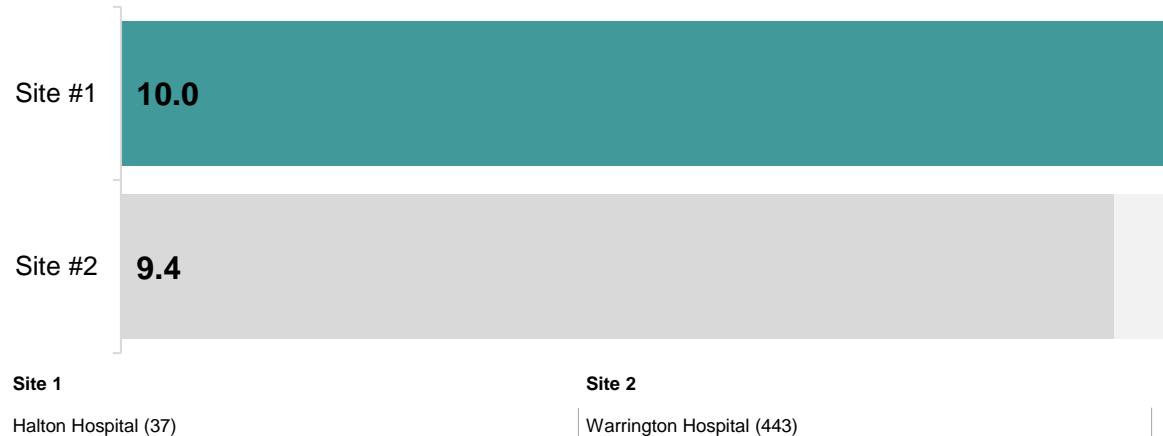 Site #1 10.0
Site #2 9.4
Site 1 Site 2
Halton Hospital (37) Warrington Hospital (443)